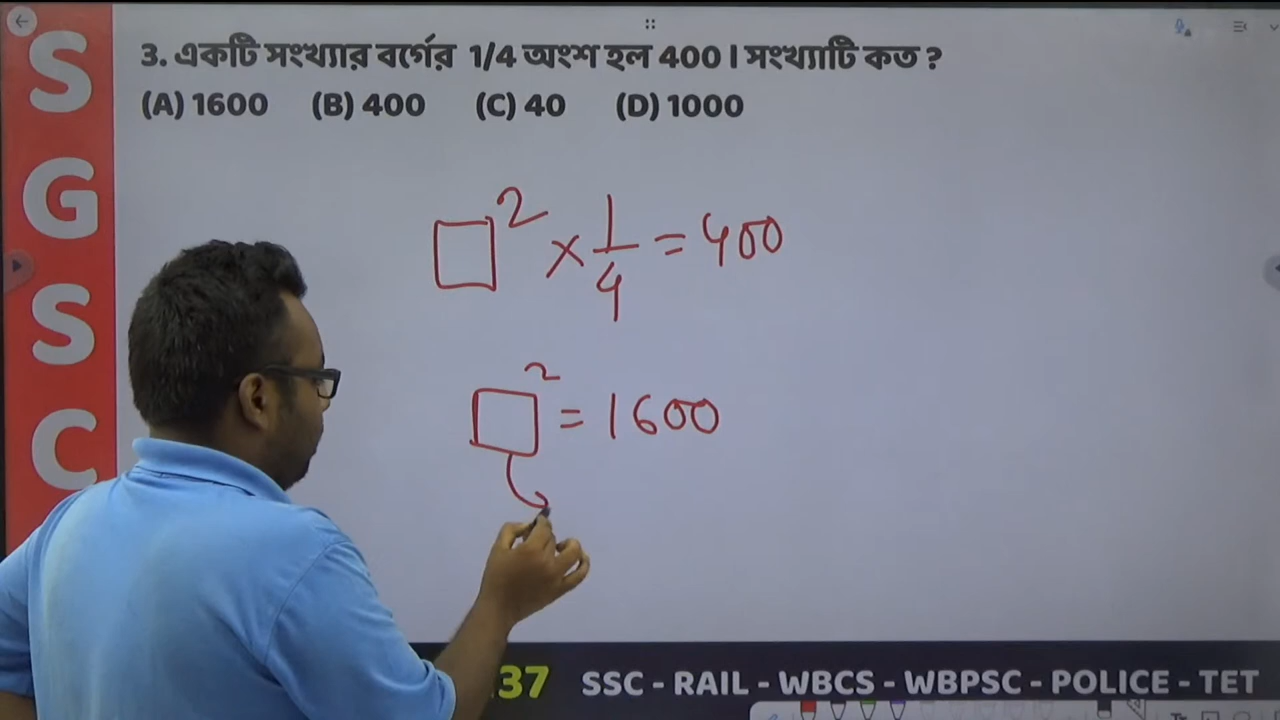 S
G
S
C
3. একটি সংখ্যার বর্গের 1/4 অংশ হল 400 । সংখ্যাটি কত ?
(A) 1600 (B) 400 (C) 40 (D) 1000
□² × 1/4 = 400
□² = 1600
37 SSC - RAIL - WBCS - WBPSC - POLICE - TET